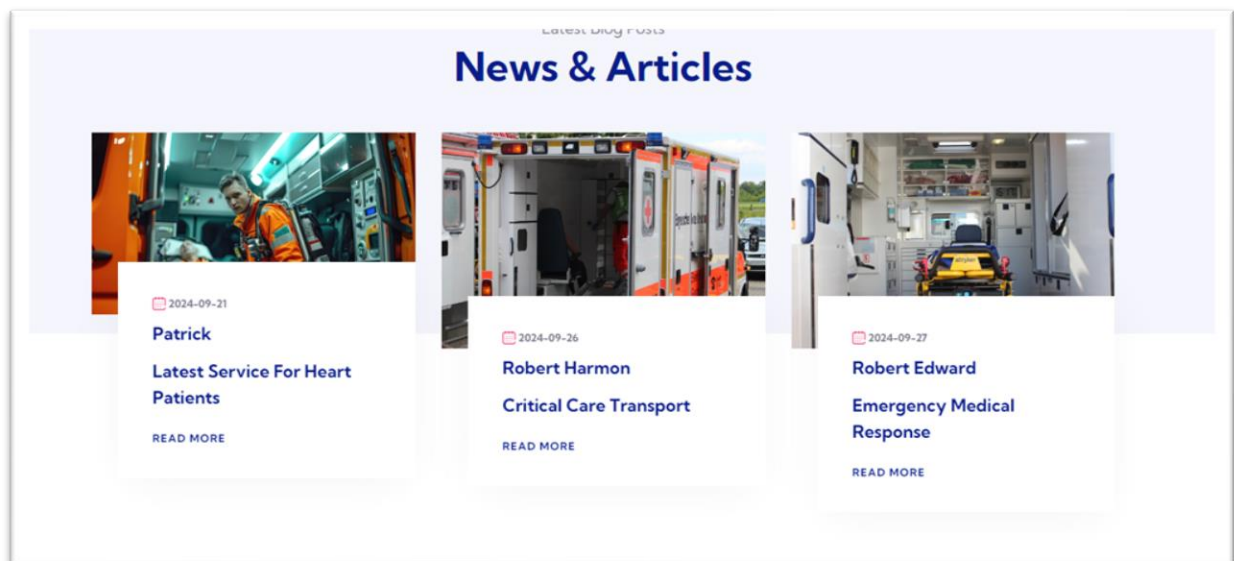 Latest Blog Posts
News & Articles
2024-09-21
Patrick
Latest Service For Heart
Patients
READ MORE
2024-09-26
Robert Harmon
Critical Care Transport
READ MORE
2024-09-27
Robert Edward
Emergency Medical
Response
READ MORE